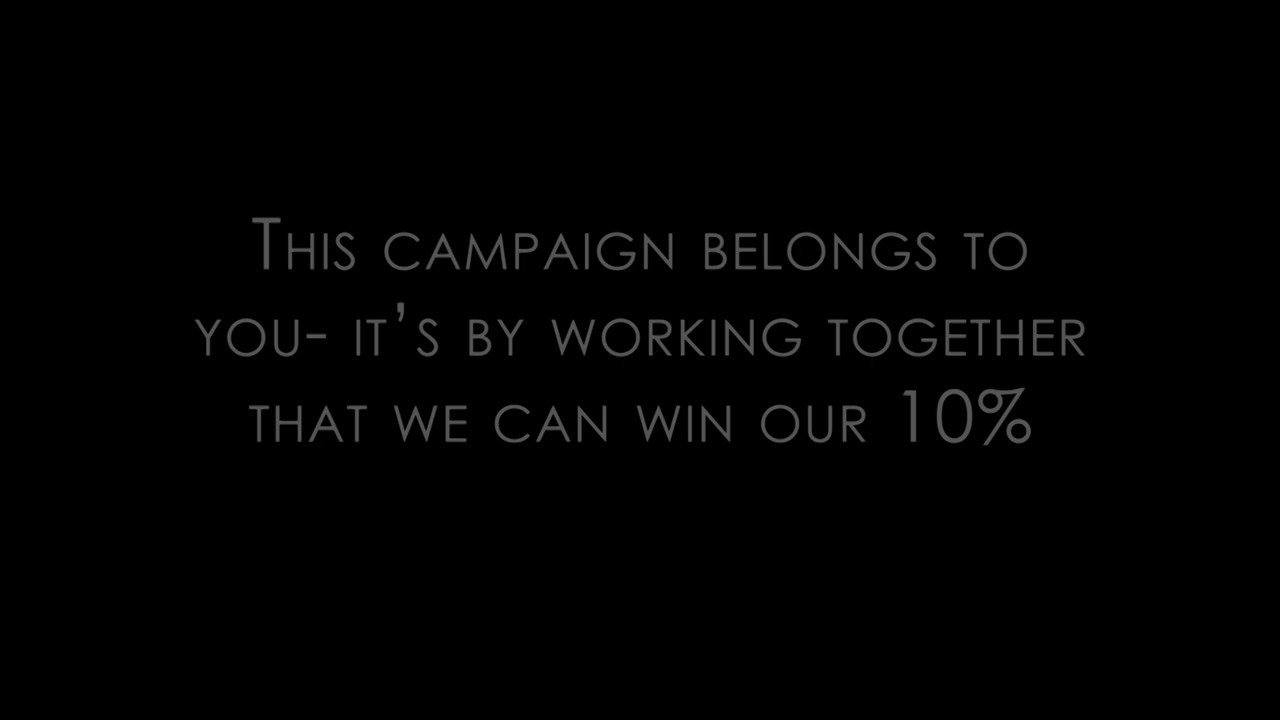 This campaign belongs to
you- it’s by working together
that we can win our 10%